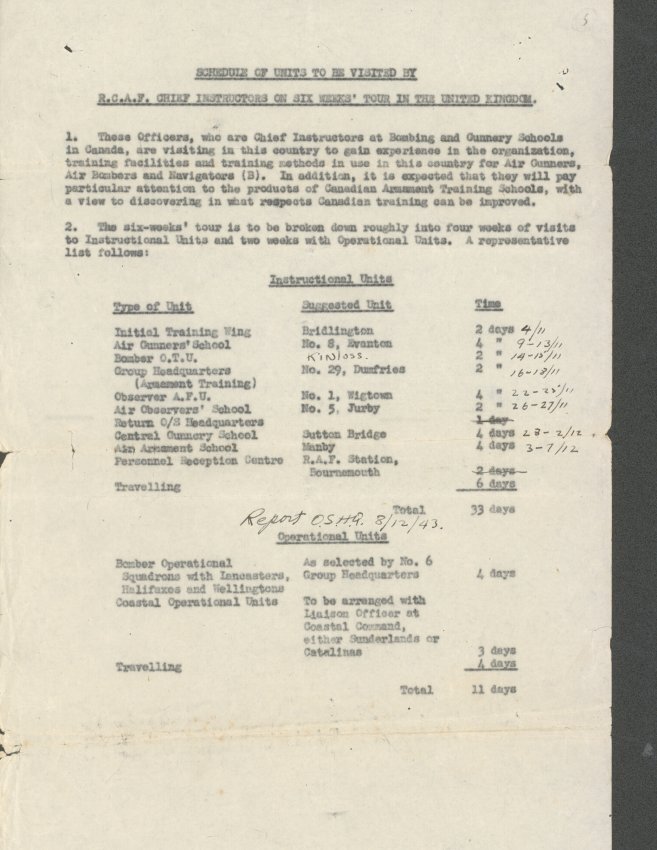 5
SCHEDULE OF UNITS TO BE VISITED BY
R.C.A.F. CHIEF INSTRUCTORS ON SIX WEEKS' TOUR IN THE UNITED KINGDOM.
1. These Officers, who are Chief Instructors at Bombing and Gunnery Schools
in Canada, are visiting in this country to gain experience in the organization,
training facilities and training methods in use in this country for Air Gunners,
Air Bombers and Navigators (B). In addition, it is expected that they will pay
particular attention to the products of Canadian Armament Training Schools, with
a view to discovering in what respects Canadian training can be improved.
2. The six-weeks' tour is to be broken down roughly into four weeks of visits
to Instructional Units and two weeks with Operational Units. A representative
list follows:
Instructional Units
Type of Unit Suggested Unit Time
Initial Training Wing Bridlington 2 days 4/11
Air Gunners' School No. 8, Evanton 4 " 9-13/11
Bomber O.T.U. Kinloss. 2 " 14-15/11
Group Headquarters No. 29, Dumfries 2 " 16-18/11
(Armament Training)
Observer A.F.U. No. 1, Wigtown 4 " 22-25/11
Air Observers' School No. 5, Jurby 2 " 26-27/11
Return O/S Headquarters 1 day
Central Gunnery School Sutton Bridge 4 days 28-2/12
Air Armament School Manby 4 days 3-7/12
Personnel Reception Centre R.A.F. Station,
Bournemouth 2 days
Travelling 6 days
Total 33 days
Report O.S.H.Q. 8/12/43.
Operational Units
Bomber Operational As selected by No. 6
Squadrons with Lancasters, Group Headquarters 4 days
Halifaxes and Wellingtons
Coastal Operational Units To be arranged with
Liaison Officer at
Coastal Command,
either Sunderlands or
Catalinas 3 days
Travelling 4 days
Total 11 days